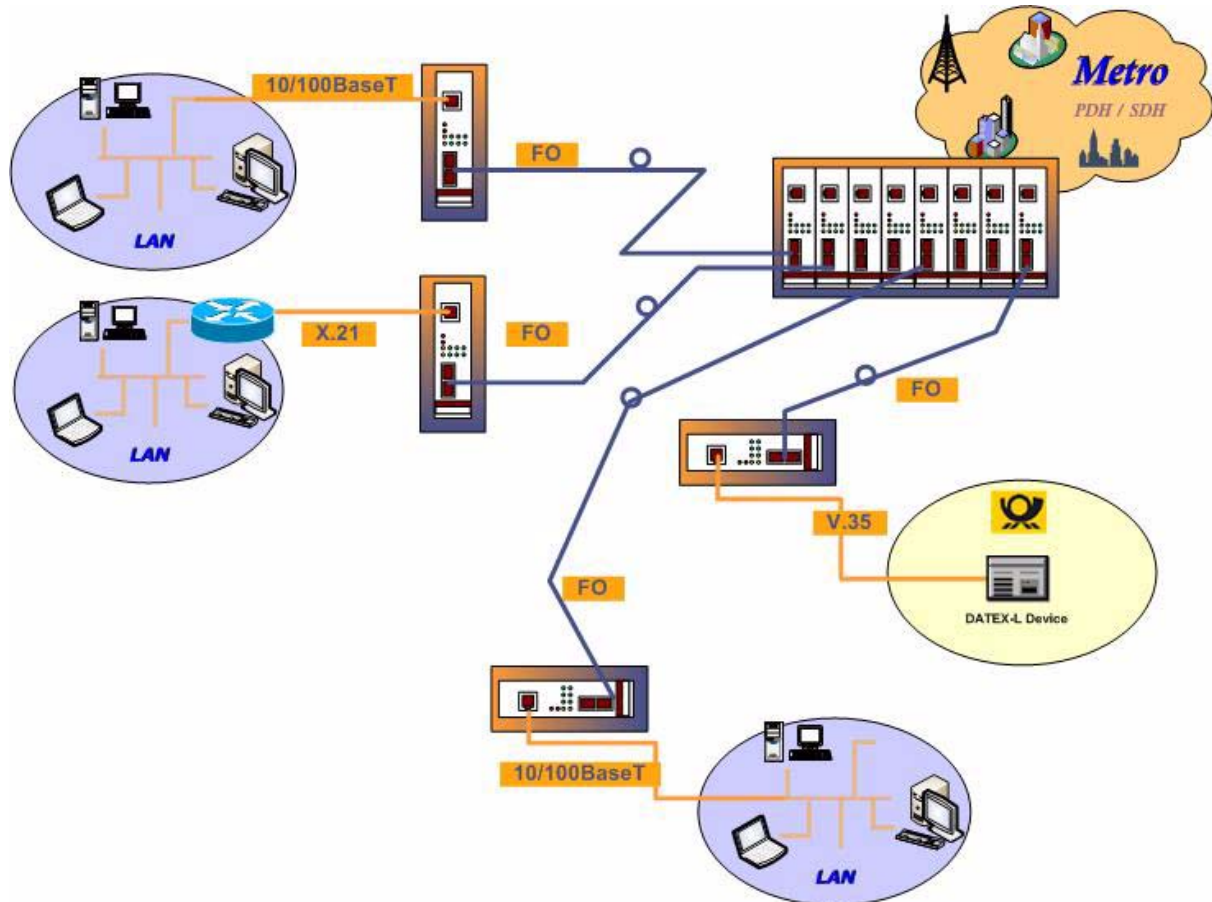 10/100BaseT
Metro
PDH / SDH
FO
LAN
X.21
FO
FO
LAN
V.35
DATEX-L Device
FO
10/100BaseT
LAN